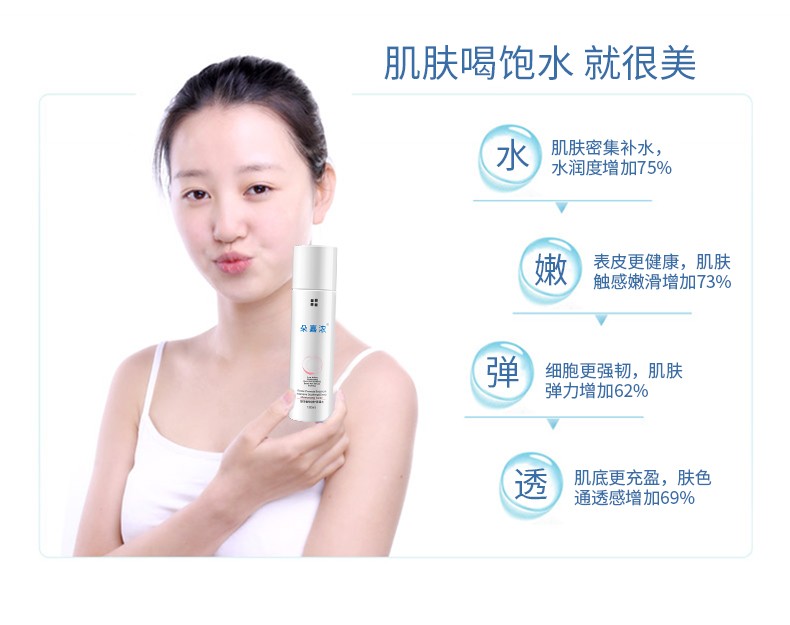 肌肤喝饱水 就很美
水
肌肤密集补水，
水润度增加75%
嫩
表皮更健康，肌肤
触感嫩滑增加73%
弹
细胞更强韧，肌肤
弹力增加62%
透
肌底更充盈，肤色
通透感增加69%
朵嘉浓